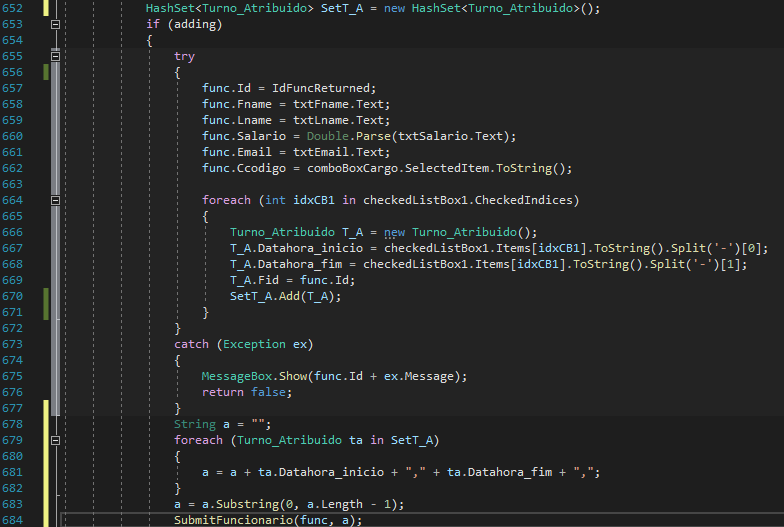 652 HashSet<Turno_Atribuido> SetT_A = new HashSet<Turno_Atribuido>();
653 if (adding)
654 {
655 try
656 {
657 func.Id = IdFuncReturned;
658 func.Fname = txtFname.Text;
659 func.Lname = txtLname.Text;
660 func.Salario = Double.Parse(txtSalario.Text);
661 func.Email = txtEmail.Text;
662 func.Ccodigo = comboBoxCargo.SelectedItem.ToString();
663
664 foreach (int idxCB1 in checkedListBox1.CheckedIndices)
665 {
666 Turno_Atribuido T_A = new Turno_Atribuido();
667 T_A.Datahora_inicio = checkedListBox1.Items[idxCB1].ToString().Split('-')[0];
668 T_A.Datahora_fim = checkedListBox1.Items[idxCB1].ToString().Split('-')[1];
669 T_A.Fid = func.Id;
670 SetT_A.Add(T_A);
671 }
672 }
673 catch (Exception ex)
674 {
675 MessageBox.Show(func.Id + ex.Message);
676 return false;
677 }
678 String a = "";
679 foreach (Turno_Atribuido ta in SetT_A)
680 {
681 a = a + ta.Datahora_inicio + "," + ta.Datahora_fim + ",";
682 }
683 a = a.Substring(0, a.Length - 1);
684 SubmitFuncionario(func, a);